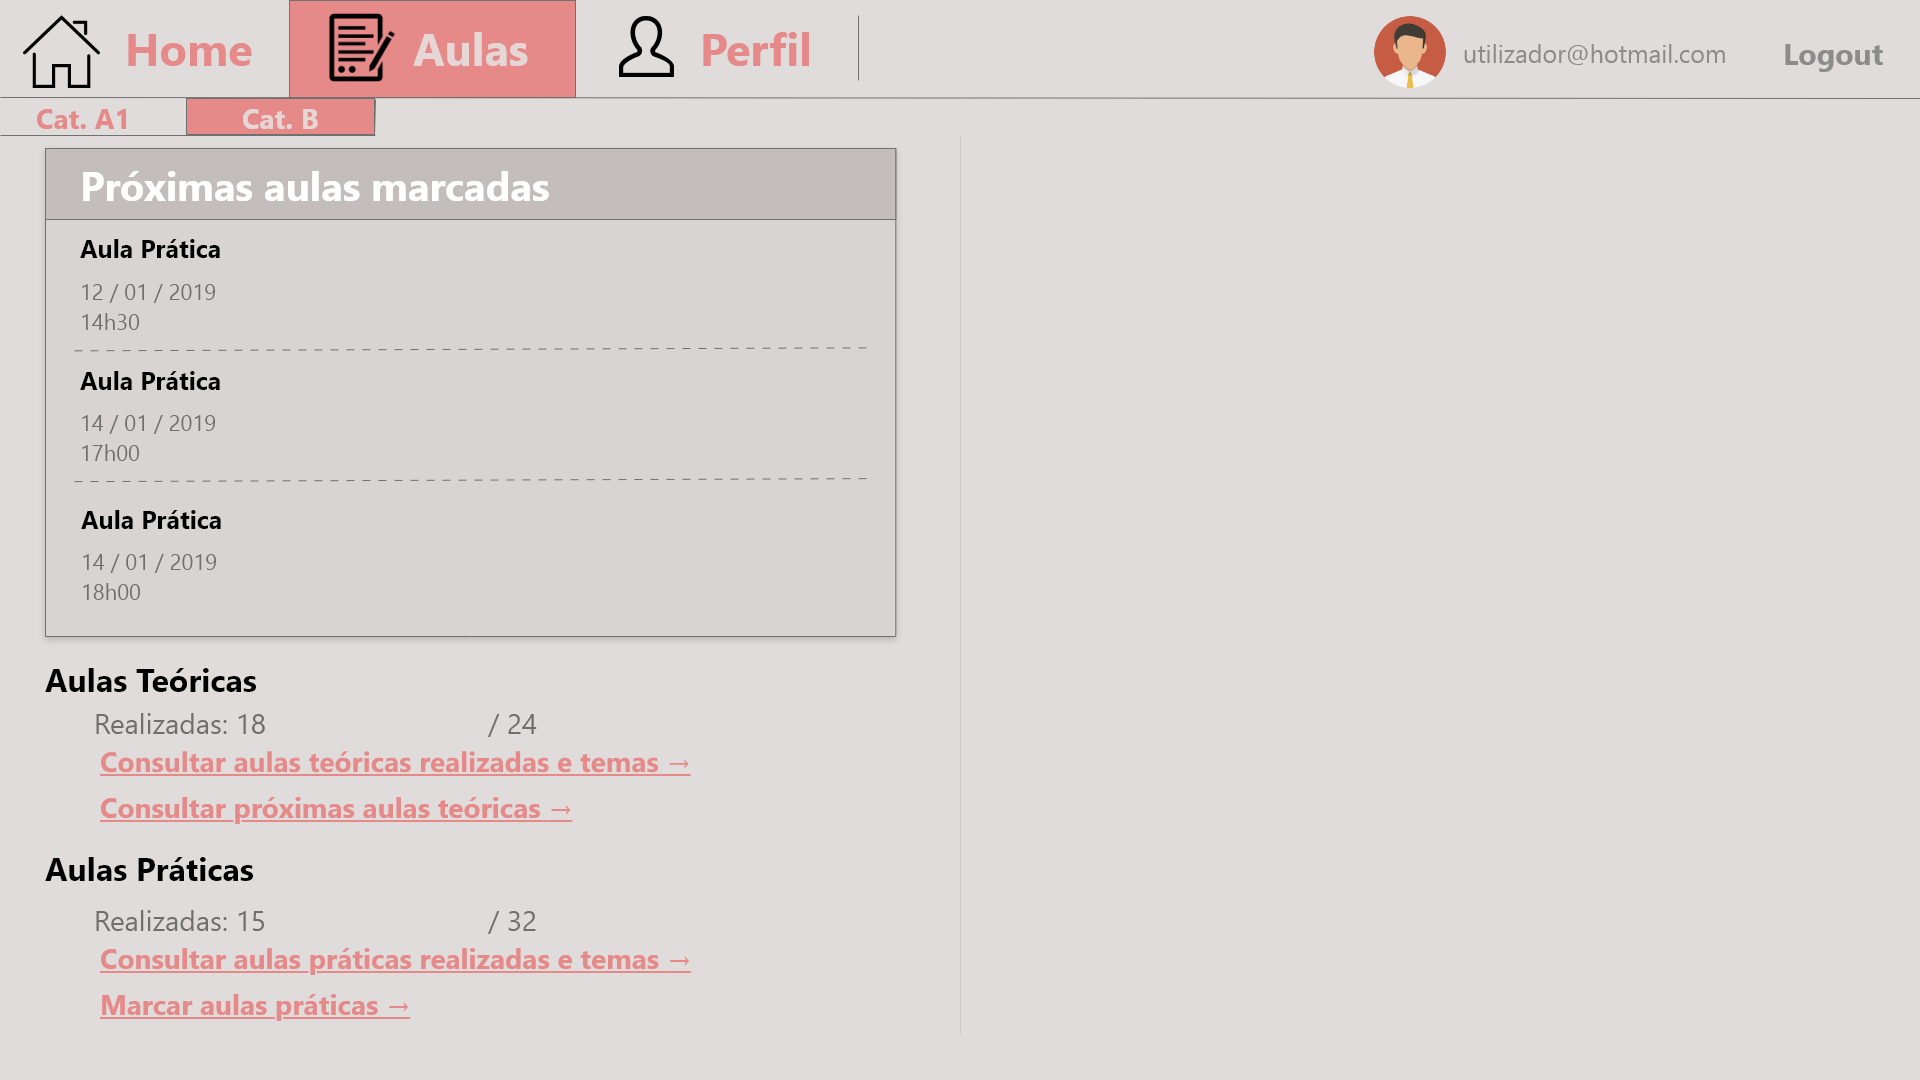 Home
Aulas
Perfil
utilizador@hotmail.com
Logout
Cat. A1
Cat. B
Próximas aulas marcadas
Aula Prática
12 / 01 / 2019
14h30
Aula Prática
14 / 01 / 2019
17h00
Aula Prática
14 / 01 / 2019
18h00
Aulas Teóricas
Realizadas: 18 / 24
Consultar aulas teóricas realizadas e temas →
Consultar próximas aulas teóricas →
Aulas Práticas
Realizadas: 15 / 32
Consultar aulas práticas realizadas e temas →
Marcar aulas práticas →